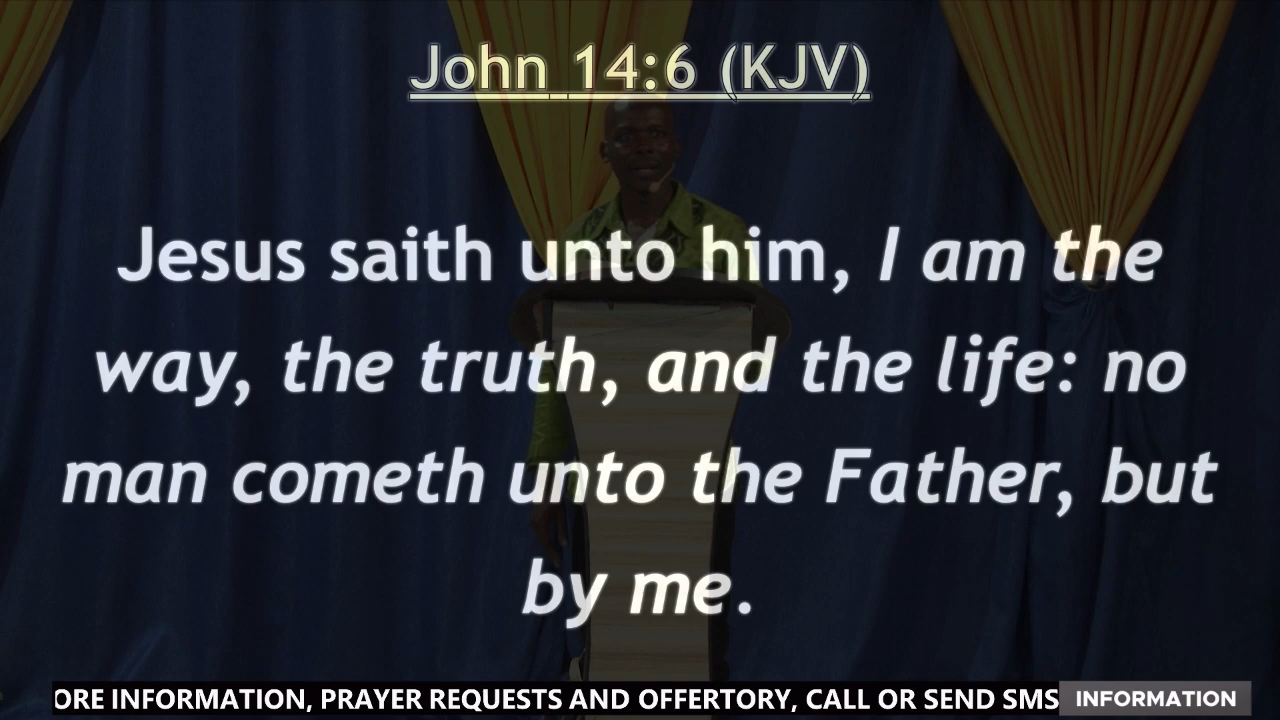 John 14:6 (KJV)
Jesus saith unto him, I am the
way, the truth, and the life: no
man cometh unto the Father, but
by me.
ORE INFORMATION, PRAYER REQUESTS AND OFFERTORY, CALL OR SEND SMS
INFORMATION